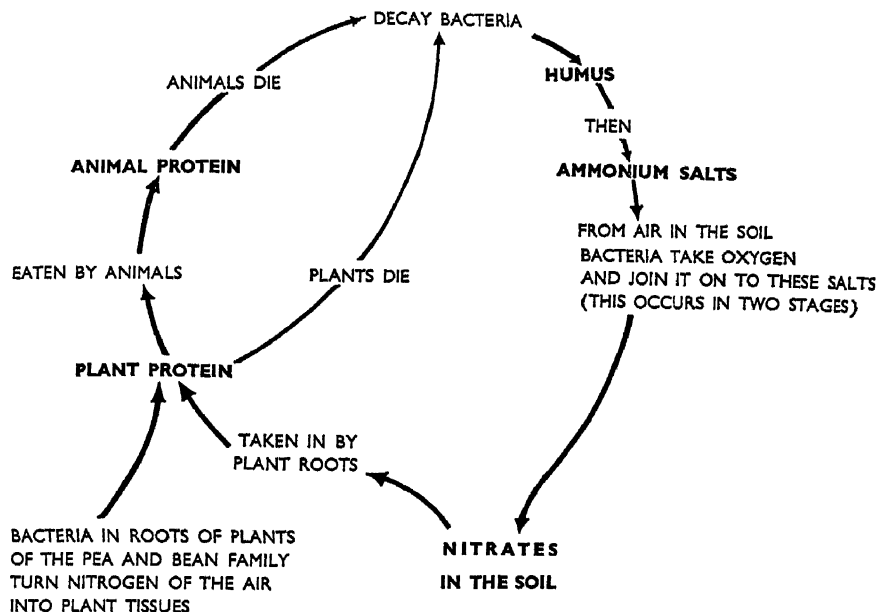 DECAY BACTERIA
HUMUS
THEN
AMMONIUM SALTS
FROM AIR IN THE SOIL
BACTERIA TAKE OXYGEN
AND JOIN IT ON TO THESE SALTS
(THIS OCCURS IN TWO STAGES)
NITRATES
IN THE SOIL
TAKEN IN BY
PLANT ROOTS
BACTERIA IN ROOTS OF PLANTS
OF THE PEA AND BEAN FAMILY
TURN NITROGEN OF THE AIR
INTO PLANT TISSUES
PLANT PROTEIN
PLANTS DIE
EATEN BY ANIMALS
ANIMAL PROTEIN
ANIMALS DIE